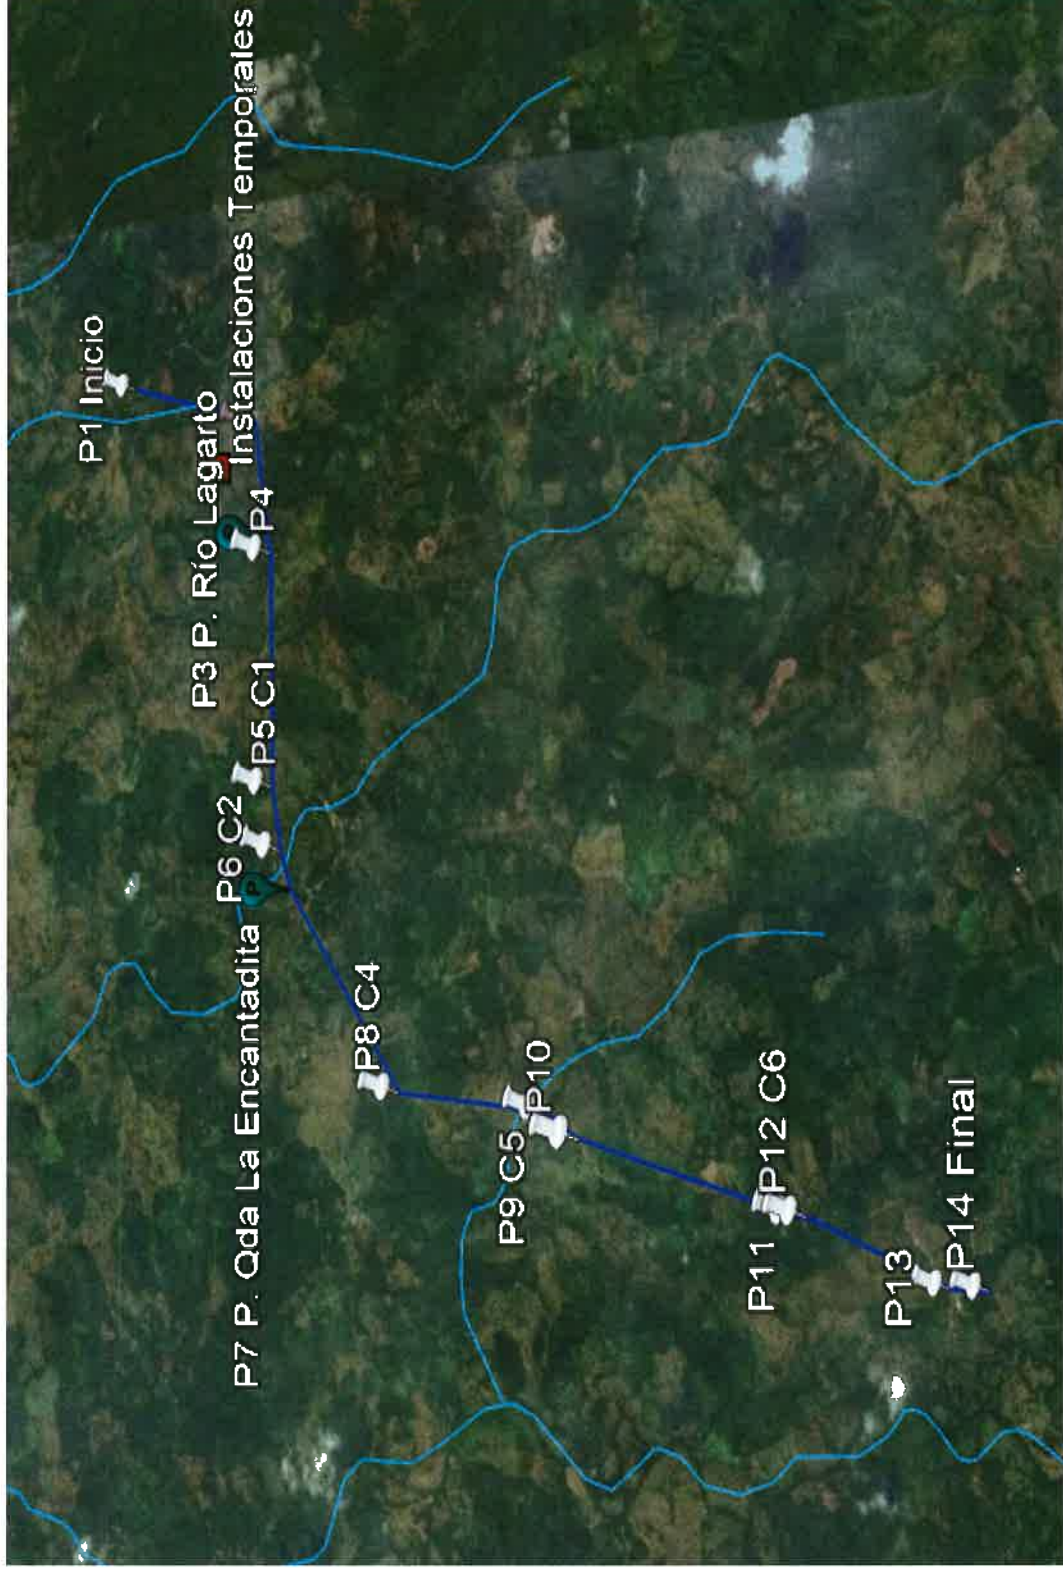 P1 Inicio
P3 P. Río Lagarto
Instalaciones Temporales
P4
P5 C1
P6 C2
P7 P. Qda La Encantadita
P8 C4
P9 C5
P10
P11
P12 C6
P13
P14 Final